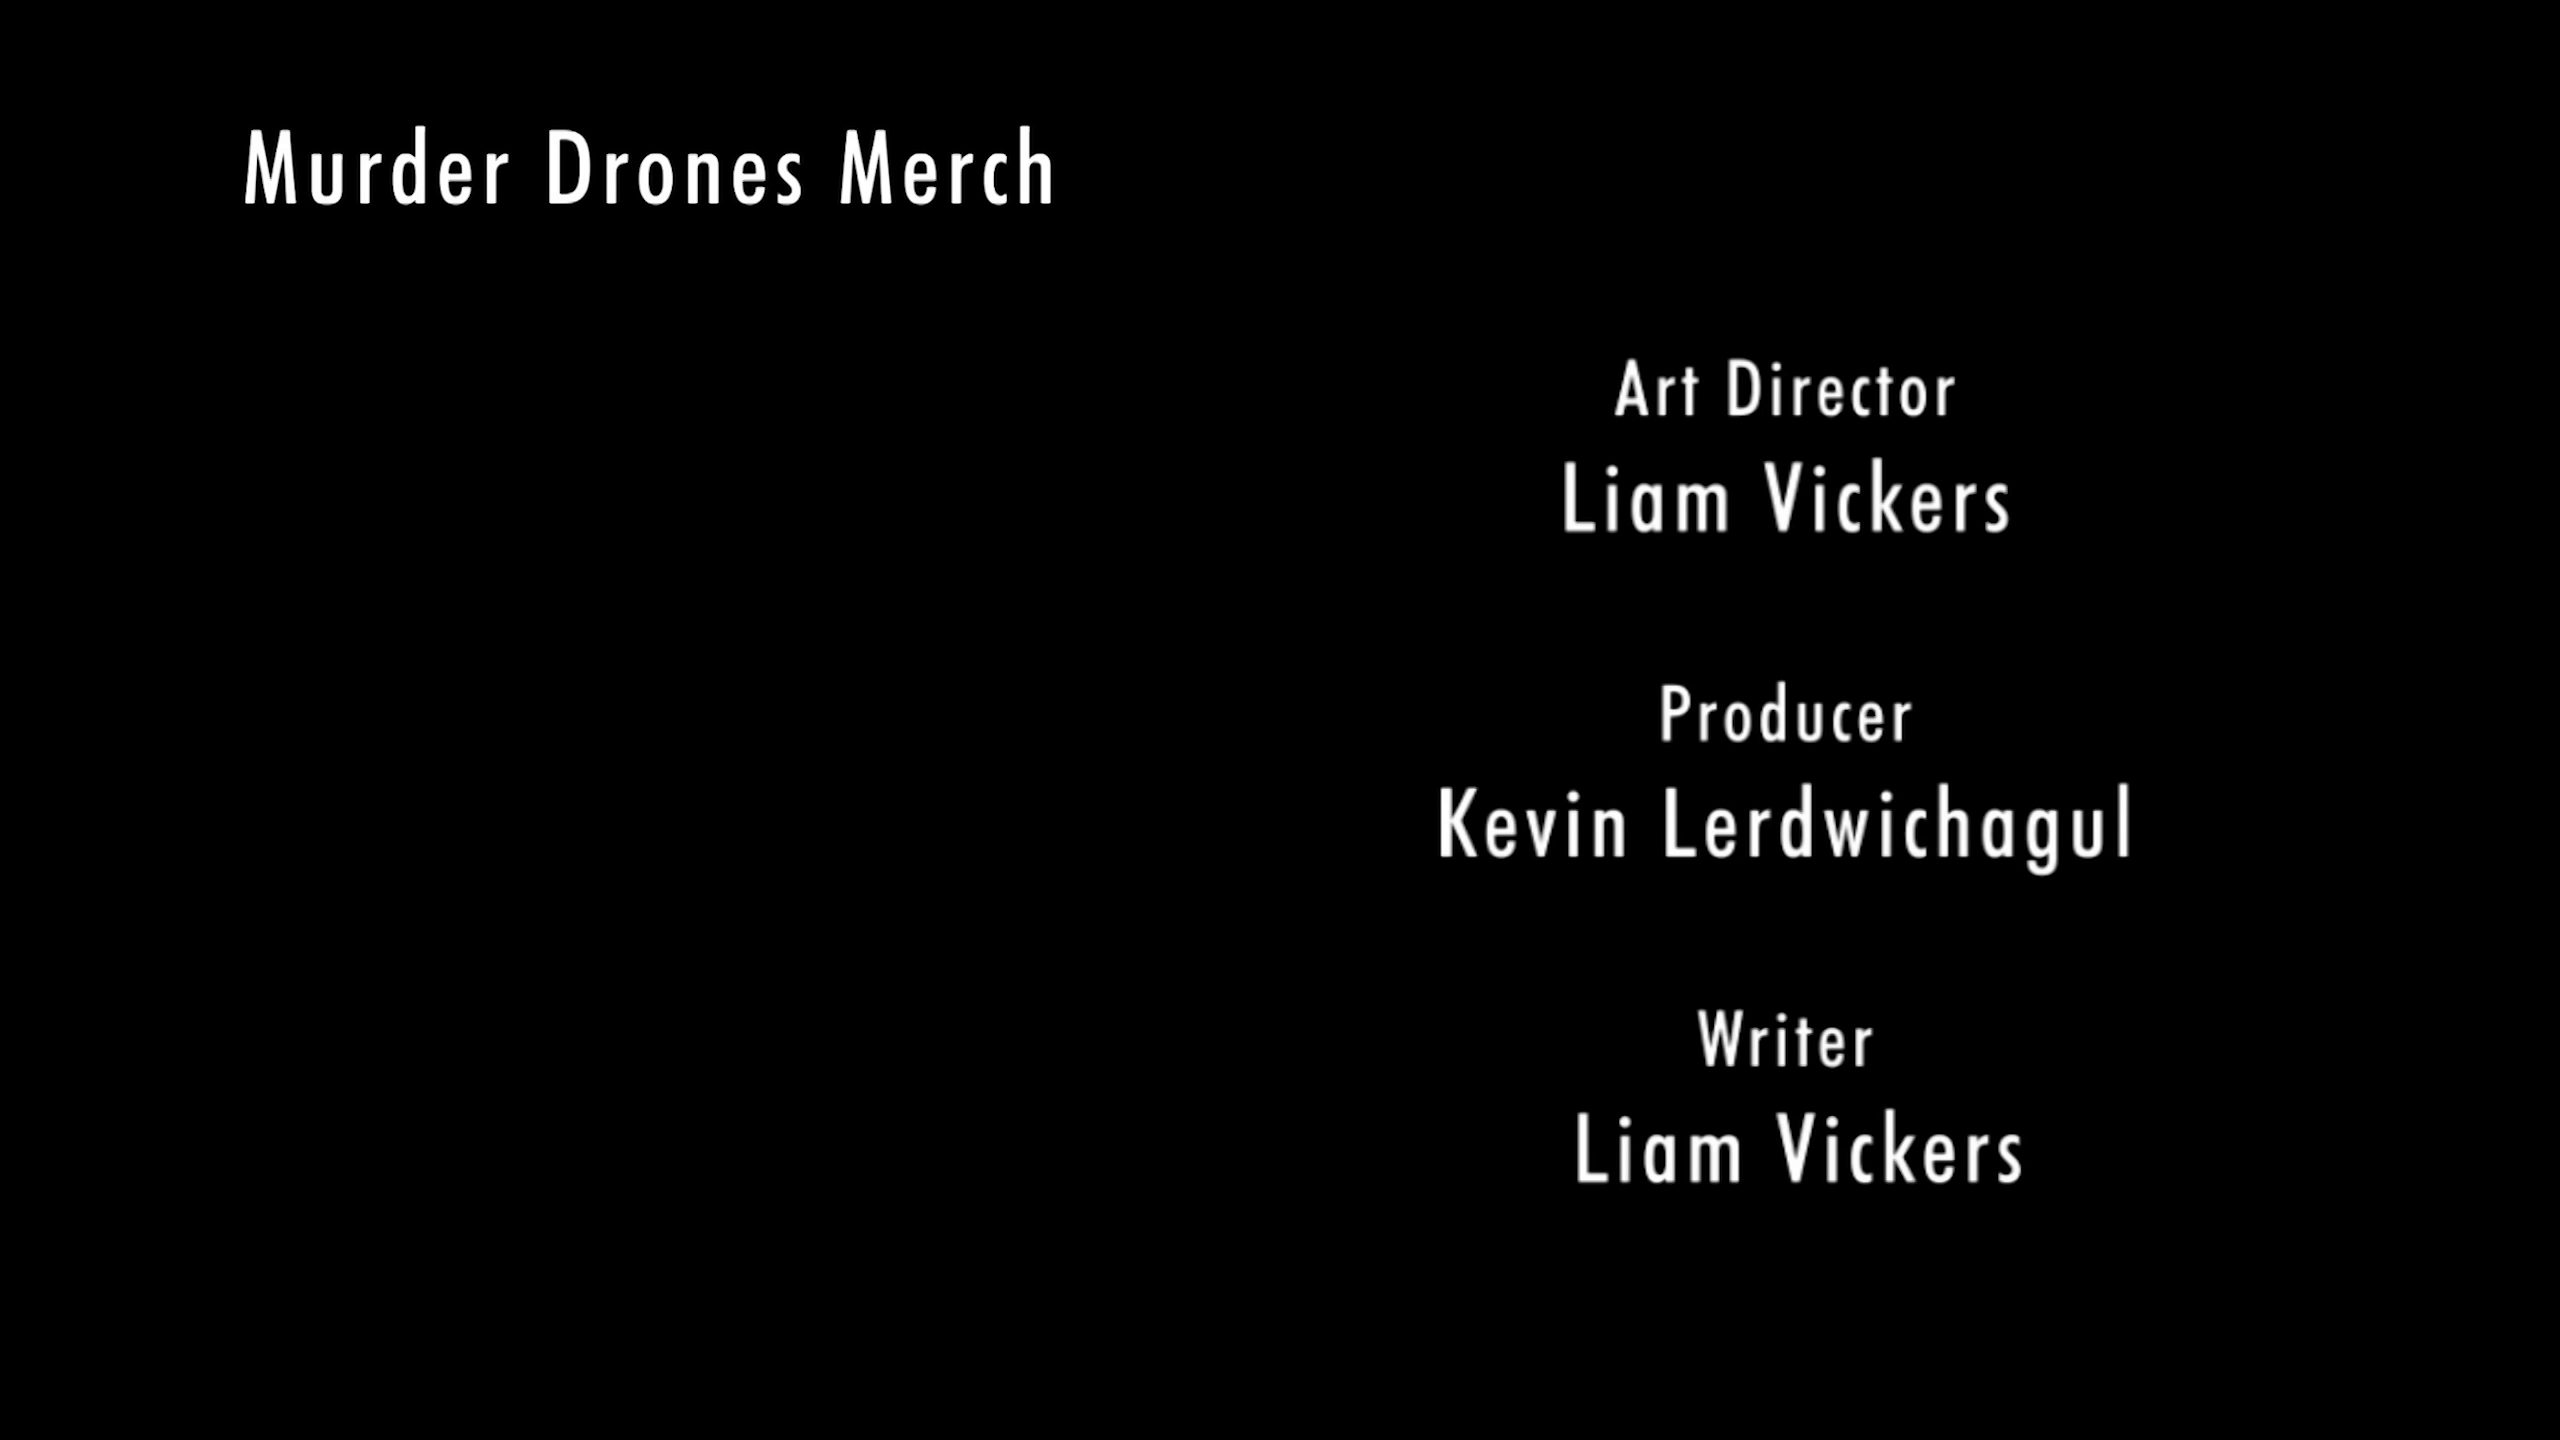 Murder Drones Merch
Art Director
Liam Vickers
Producer
Kevin Lerdwichagul
Writer
Liam Vickers